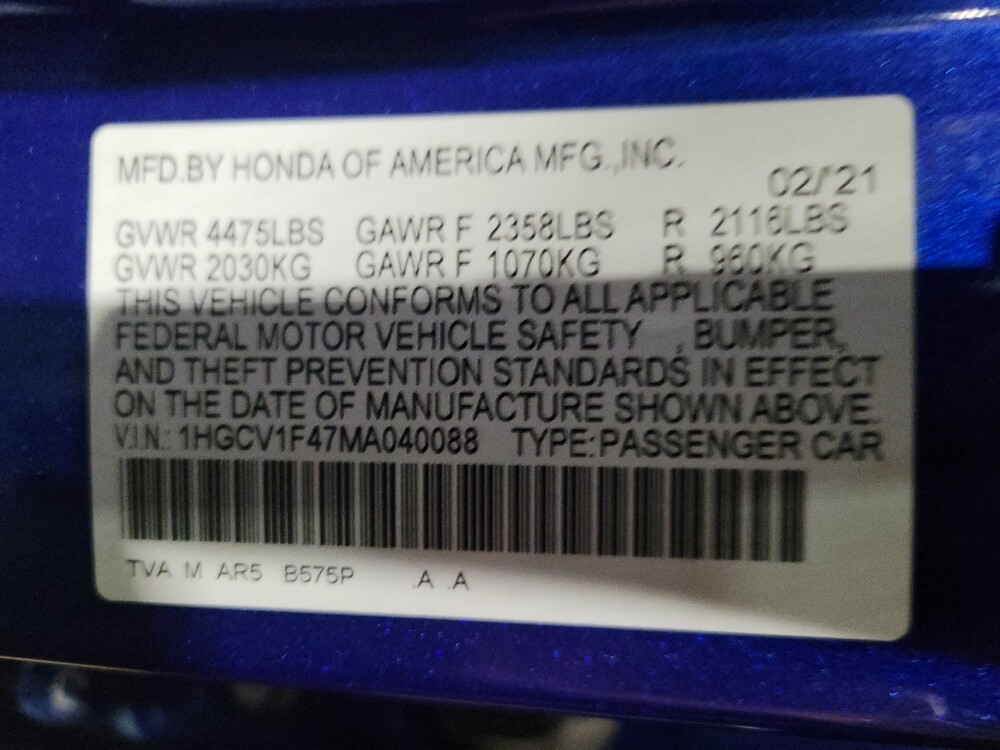 MFD.BY HONDA OF AMERICA MFG.,INC.
02/'21
GVWR 4475LBS GAWR F 2358LBS R 2116LBS
GVWR 2030KG GAWR F 1070KG R 960KG
THIS VEHICLE CONFORMS TO ALL APPLICABLE
FEDERAL MOTOR VEHICLE SAFETY , BUMPER,
AND THEFT PREVENTION STANDARDS IN EFFECT
ON THE DATE OF MANUFACTURE SHOWN ABOVE.
V.I.N.: 1HGCV1F47MA040088 TYPE:PASSENGER CAR
TVA M AR5 B575P .A .A